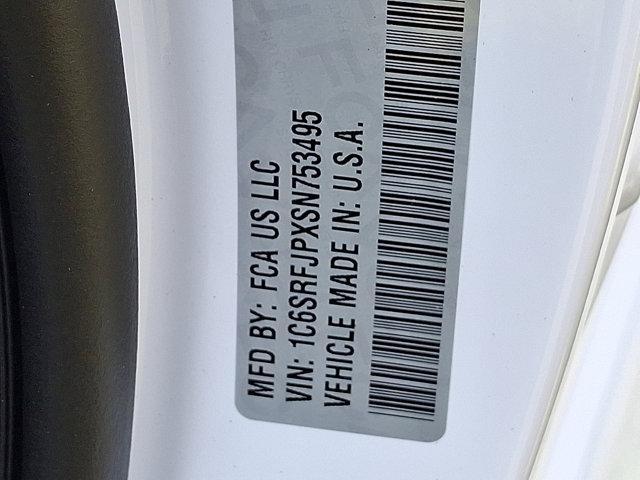 MFD BY: FCA US LLC
VIN: 1C6SRFJPXSN753495
VEHICLE MADE IN: U.S.A.